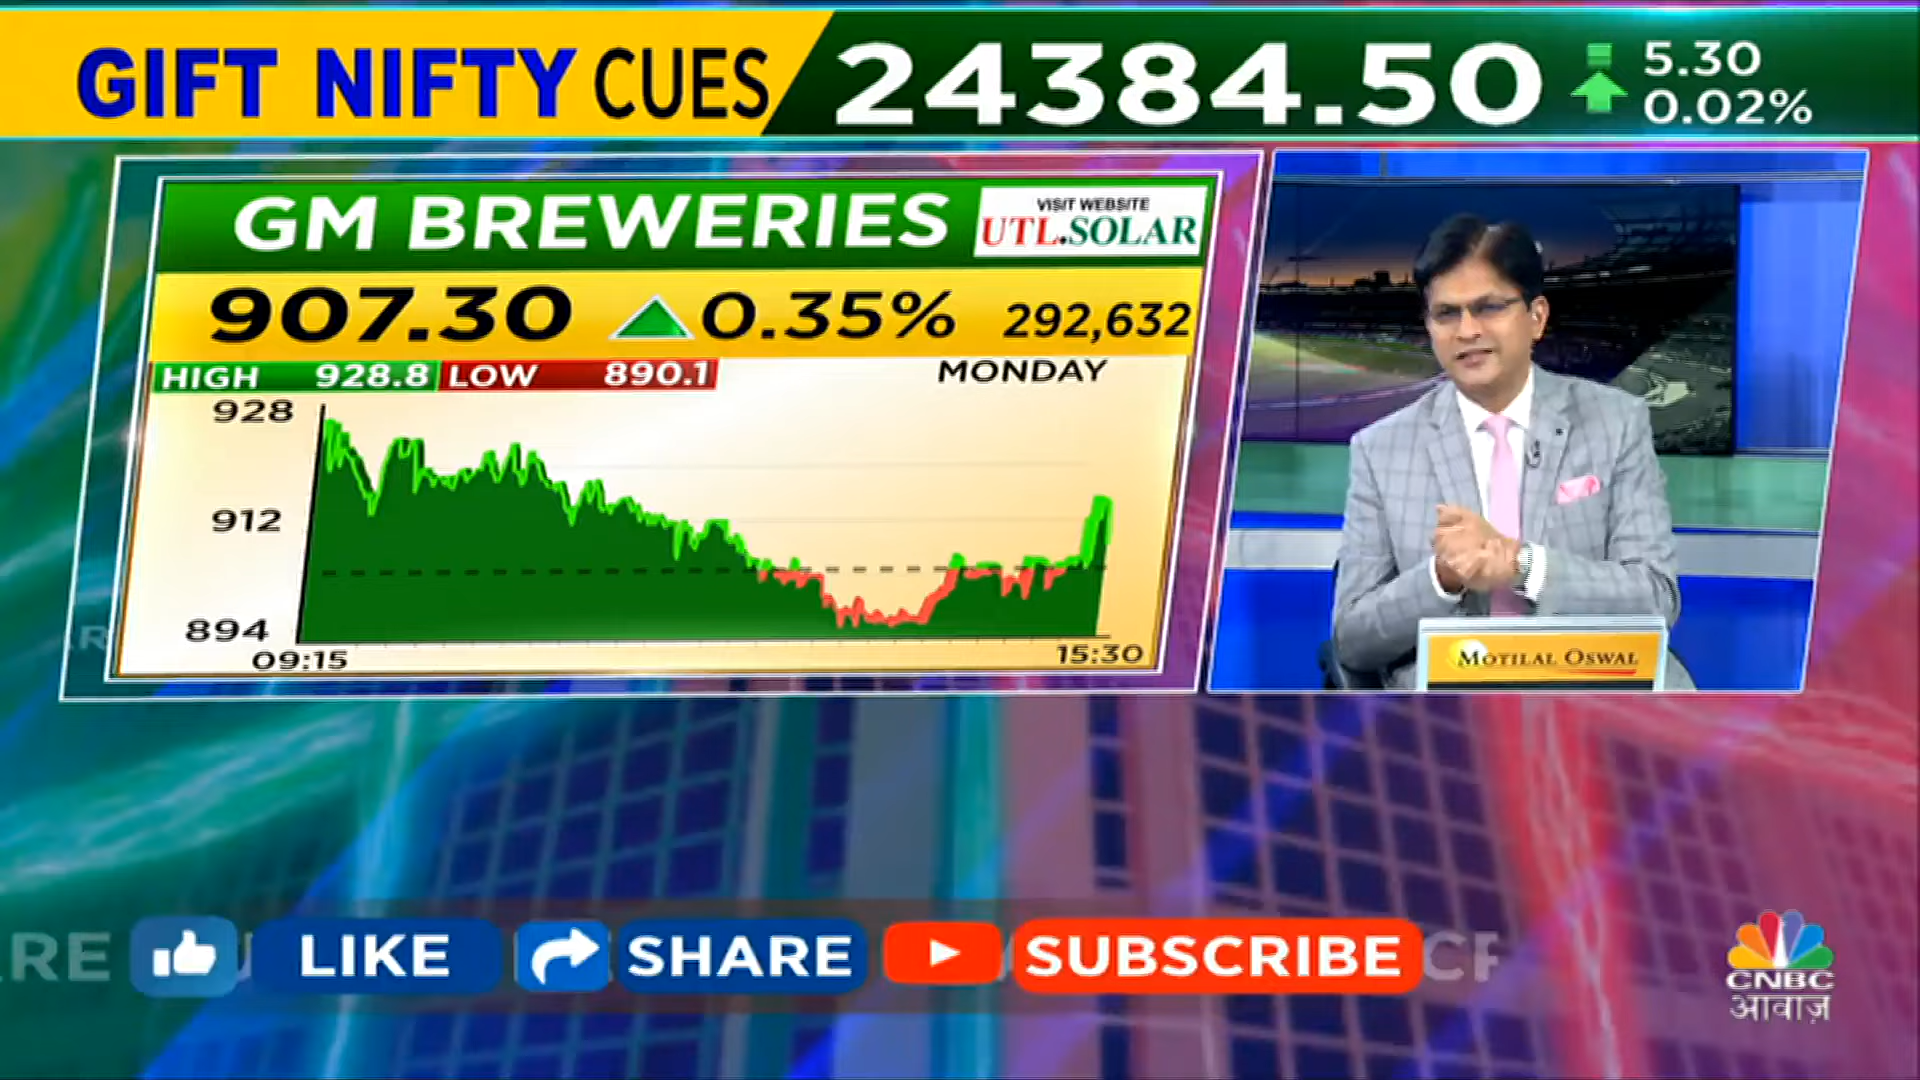 GIFT NIFTY CUES
24384.50
5.30
0.02%
GM BREWERIES
VISIT WEBSITE
UTL.SOLAR
907.30
0.35%
292,632
HIGH 928.8 LOW 890.1
MONDAY
928
912
894
09:15
15:30
MOTILAL OSWAL
LIKE
SHARE
SUBSCRIBE
CNBC
आवाज़